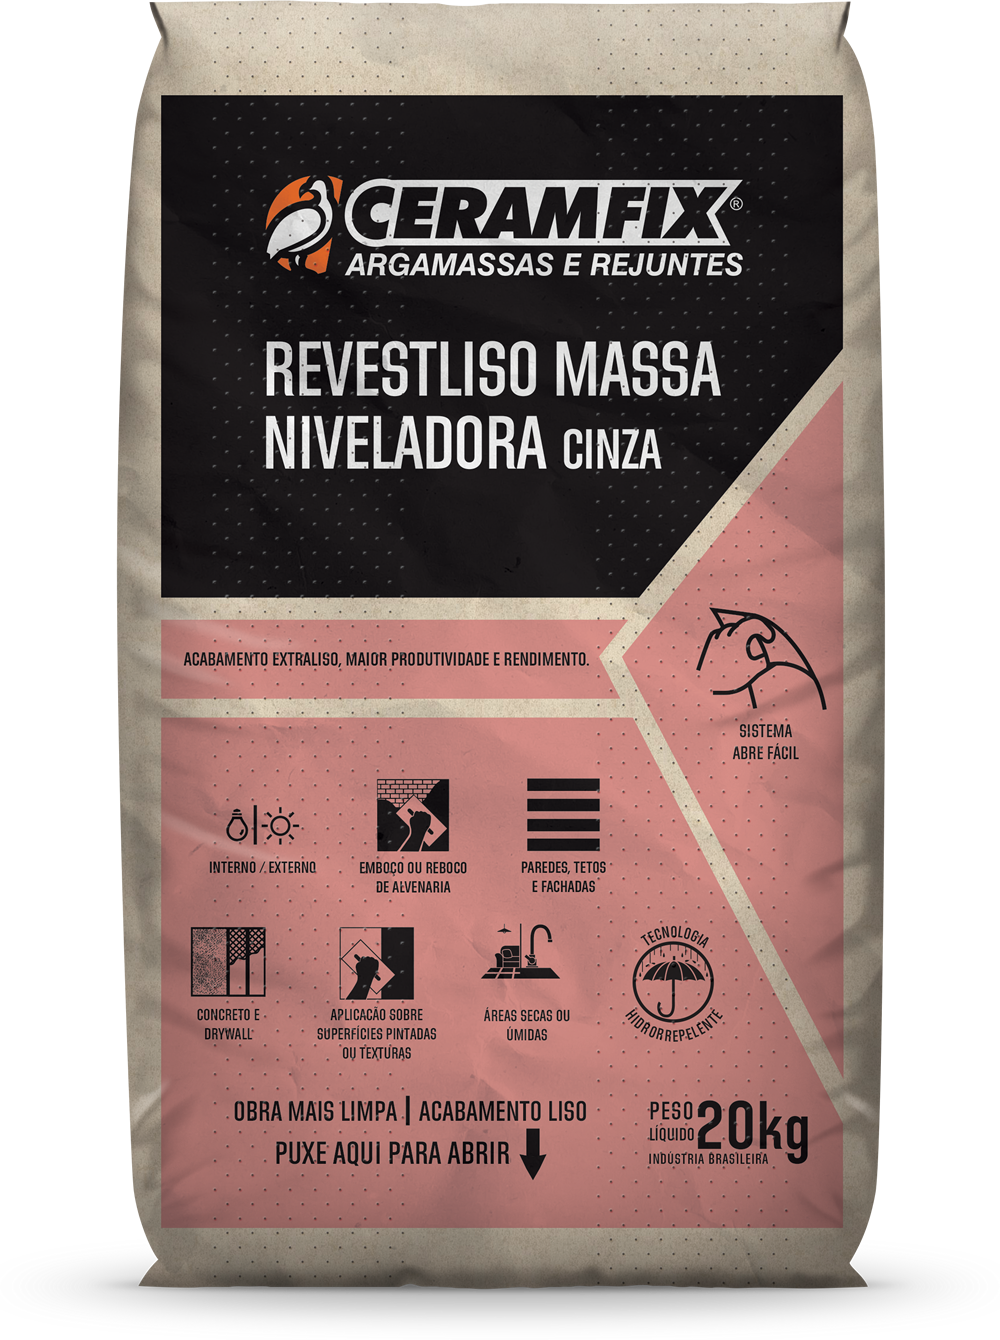 CERAMFIX®
ARGAMASSAS E REJUNTES
REVESTLISO MASSA
NIVELADORA CINZA
ACABAMENTO EXTRALISO, MAIOR PRODUTIVIDADE E RENDIMENTO.
SISTEMA
ABRE FÁCIL
INTERNO / EXTERNO
EMBOÇO OU REBOCO
DE ALVENARIA
PAREDES, TETOS
E FACHADAS
CONCRETO E
DRYWALL
APLICAÇÃO SOBRE
SUPERFÍCIES PINTADAS
OU TEXTURAS
ÁREAS SECAS OU
ÚMIDAS
TECNOLOGIA
HIDRORREPELENTE
OBRA MAIS LIMPA | ACABAMENTO LISO
PUXE AQUI PARA ABRIR
PESO
LÍQUIDO 20kg
INDÚSTRIA BRASILEIRA